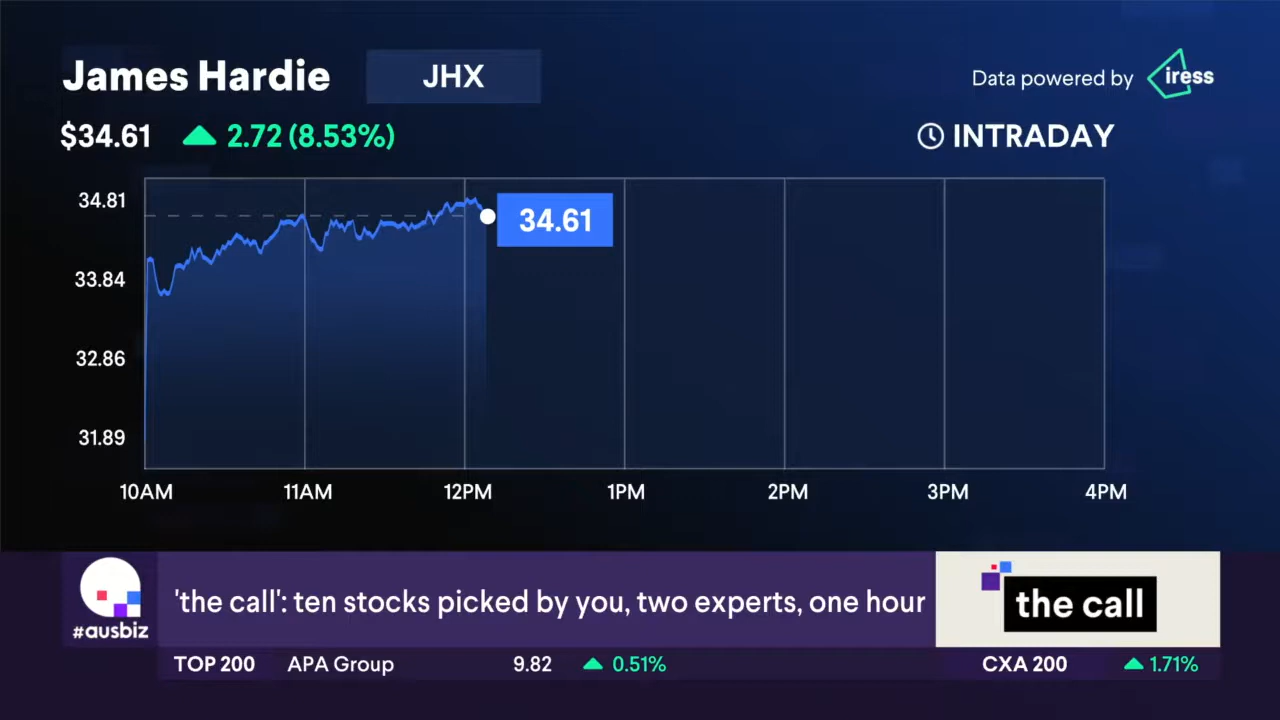 James Hardie JHX
Data powered by iress
$34.61 2.72 (8.53%)
INTRADAY
34.81
33.84
32.86
31.89
34.61
10AM 11AM 12PM 1PM 2PM 3PM 4PM
#ausbiz
'the call': ten stocks picked by you, two experts, one hour
the call
TOP 200 APA Group 9.82 0.51% CXA 200 1.71%